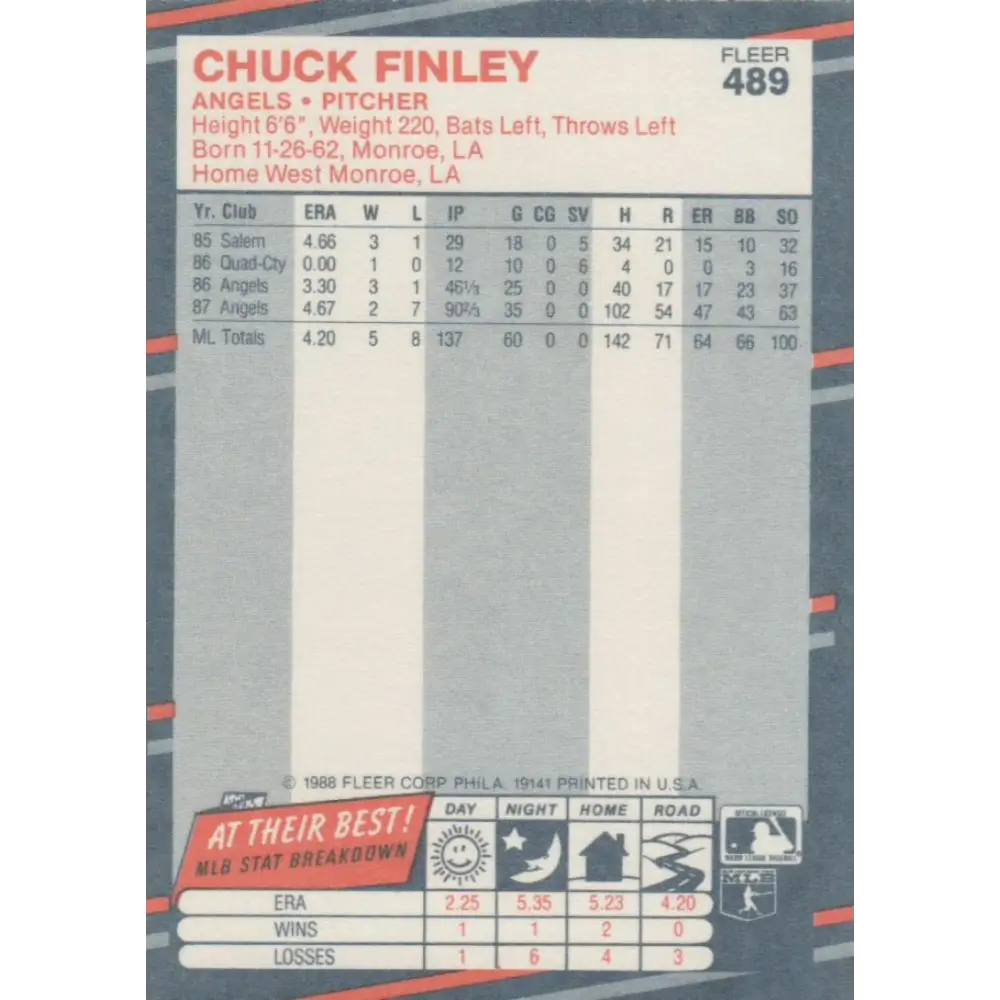 CHUCK FINLEY
FLEER
489
ANGELS • PITCHER
Height 6'6", Weight 220, Bats Left, Throws Left
Born 11-26-62, Monroe, LA
Home West Monroe, LA
Yr. Club ERA W L IP G CG SV H R ER BB SO
85 Salem 4.66 3 1 29 18 0 5 34 21 15 10 32
86 Quad-Cty 0.00 1 0 12 10 0 6 4 0 0 3 16
86 Angels 3.30 3 1 46⅓ 25 0 0 40 17 17 23 37
87 Angels 4.67 2 7 90⅔ 35 0 0 102 54 47 43 63
ML Totals 4.20 5 8 137 60 0 0 142 71 64 66 100
© 1988 FLEER CORP PHILA. 19141 PRINTED IN U.S.A.
AT THEIR BEST!
MLB STAT BREAKDOWN
DAY NIGHT HOME ROAD
ERA 2.25 5.35 5.23 4.20
WINS 1 1 2 0
LOSSES 1 6 4 3
MAJOR LEAGUE BASEBALL